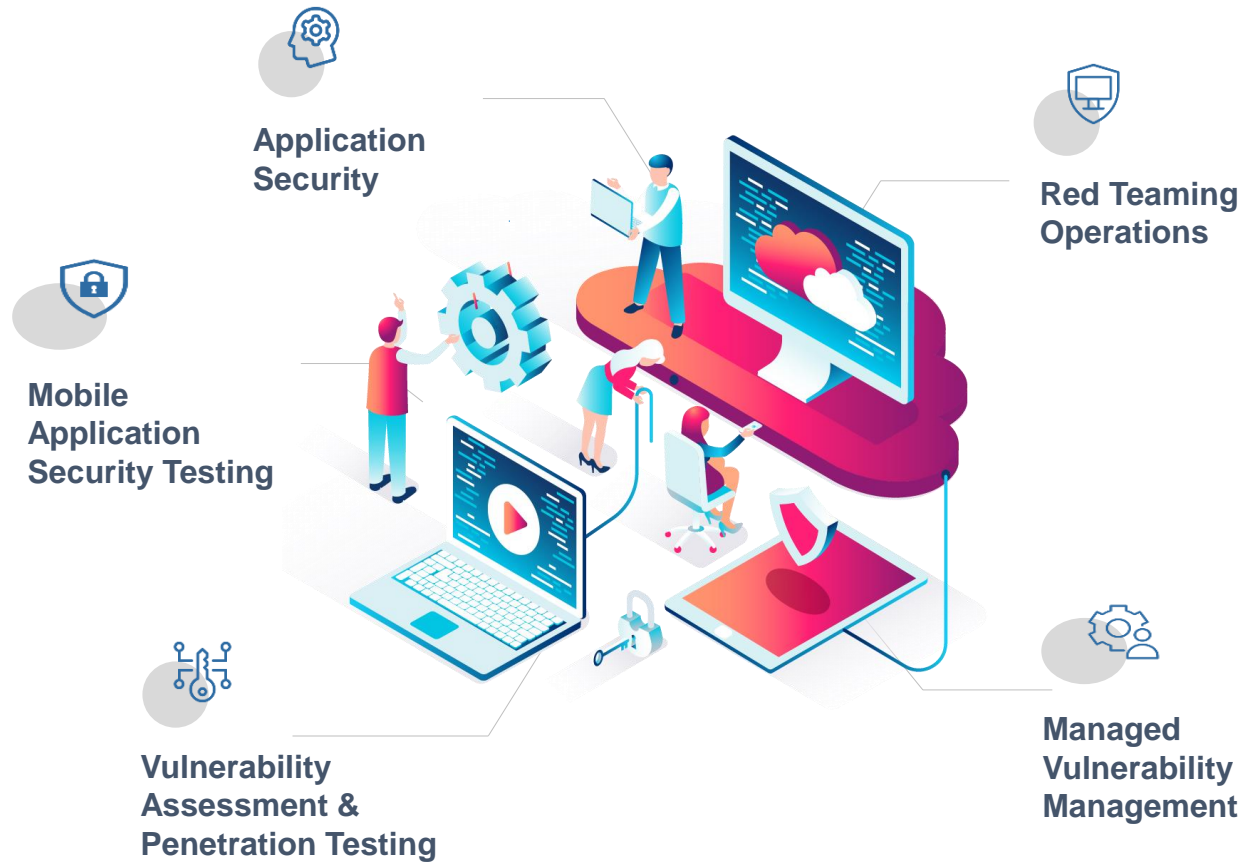 Application
Security
Red Teaming
Operations
Mobile
Application
Security Testing
Vulnerability
Assessment &
Penetration Testing
Managed
Vulnerability
Management